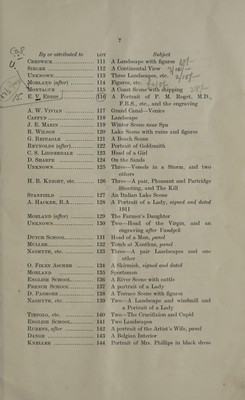 7
By or attributed to LOT Subject
CHEDWICK 111 A Landscape with figures
SEEGER 112 A Continental View
UNKNOWN 113 Three Landscapes, etc.
MORLAND (after) 114 Figures, etc.
MONTAGUE 115 A Coast Scene with shipping
E. U. EDDIS 116 A Portrait of P. M. Roget, M.D.,
F.R.S., etc., and the engraving
A. W. VIVIAN 117 Grand Canal—Venice
CAFFYN 118 Landscape
J. E. MARIN 119 Winter Scene near Spa
R. WILSON 120 Lake Scene with ruins and figures
G. BRINACLE 121 A Beach Scene
REYNOLDS (after) 122 Portrait of Goldsmith
C. S. LIDDERDALE 123 Head of a Girl
D. SHARPE 124 On the Sands
UNKNOWN 125 Three—Vessels in a Storm, and two
others
H. B. KNIGHT, etc. 126 Three—A pair, Pheasant and Partridge
Shooting, and The Kill
STANFIELD 127 An Italian Lake Scene
A. HACKER, R.A. 128 A Portrait of a Lady, signed and dated
1911
MORLAND (after) 129 The Farmer's Daughter
UNKNOWN 130 Two—Head of the Virgin, and an
engraving after Vandyck
DUTCH SCHOOL 131 Head of a Man, panel
MULLER 132 Tomb at Xanthus, panel
NASMYTH, etc. 133 Three—A pair Landscapes and one
other
O. FIKEN ASCHER 134 A Skirmish, signed and dated
MORLAND 135 Sportsmen
ENGLISH SCHOOL 136 A River Scene with cattle
FRENCH SCHOOL 137 A portrait of a Lady
D. PASMORE 138 A Terrace Scene with figures
NASMYTH, etc. 139 Two—A Landscape and windmill and
a Portrait of a Lady
TIEPOLO, etc. 140 Two—The Crucifixion and Cupid
ENGLISH SCHOOL 141 Two Landscapes
RUBENS, after 142 A portrait of the Artist's Wife, panel
DANGE 143 A Belgian Interior
KNELLER 144 Portrait of Mrs. Phillips in black dress